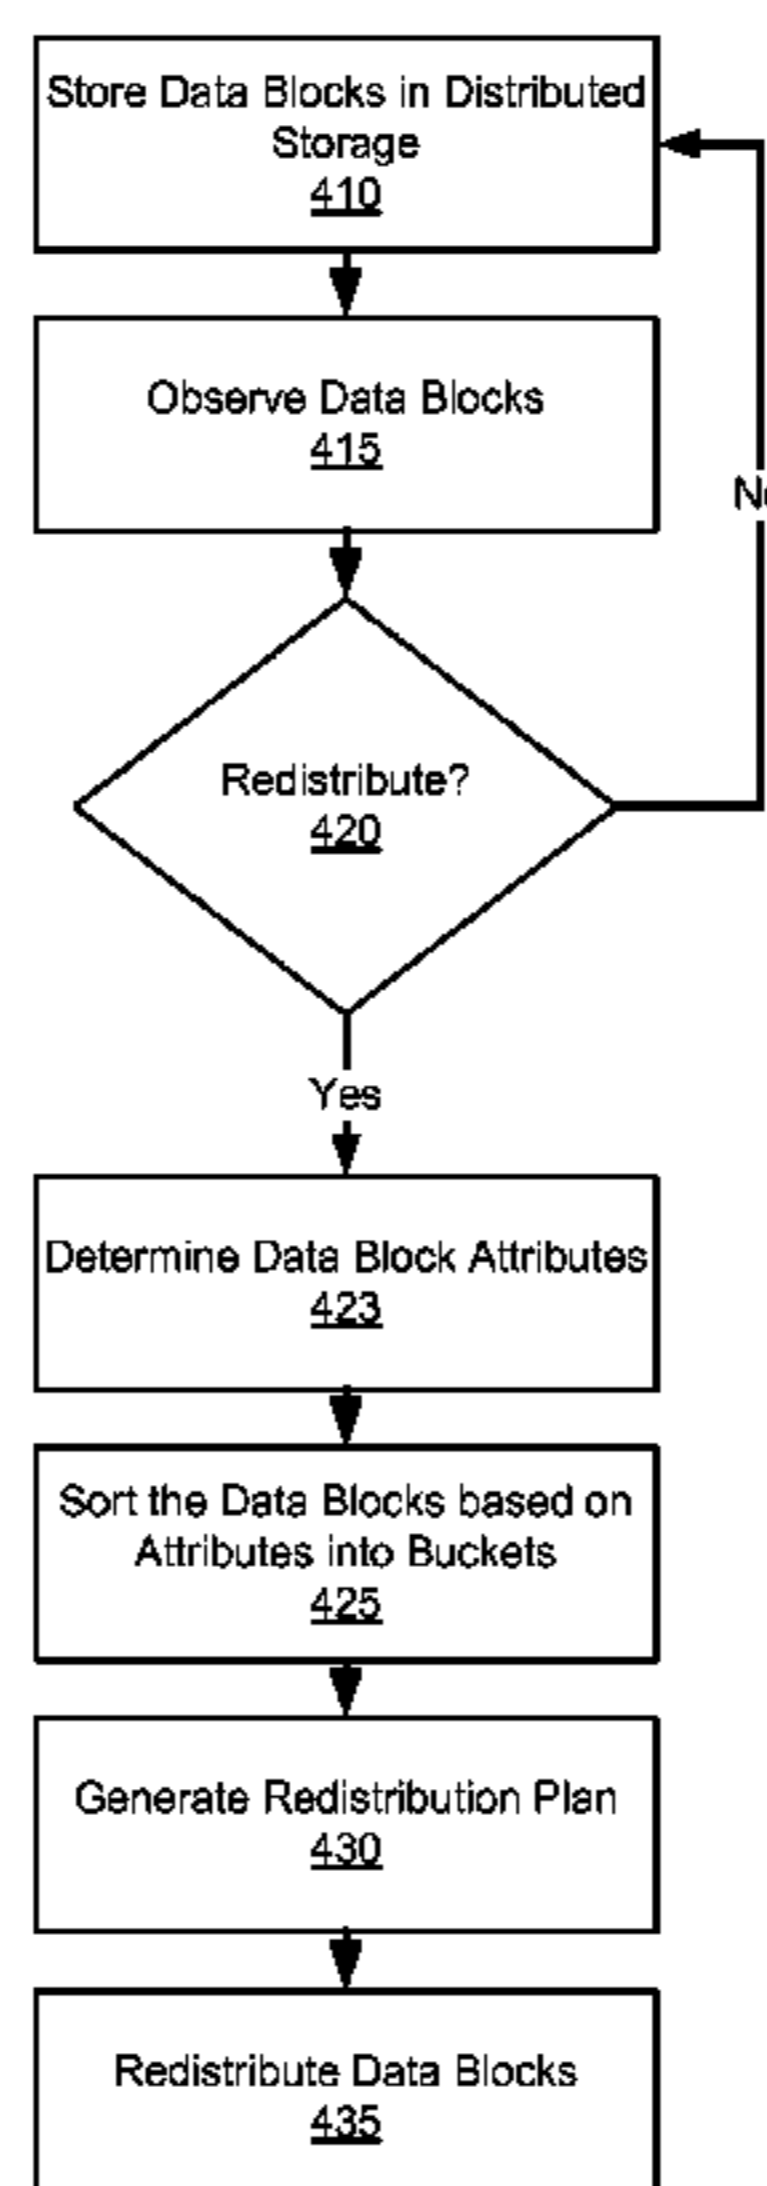 Store Data Blocks in Distributed
Storage
410
Observe Data Blocks
415
Redistribute?
420
Yes
Determine Data Block Attributes
423
Sort the Data Blocks based on
Attributes into Buckets
425
Generate Redistribution Plan
430
Redistribute Data Blocks
435